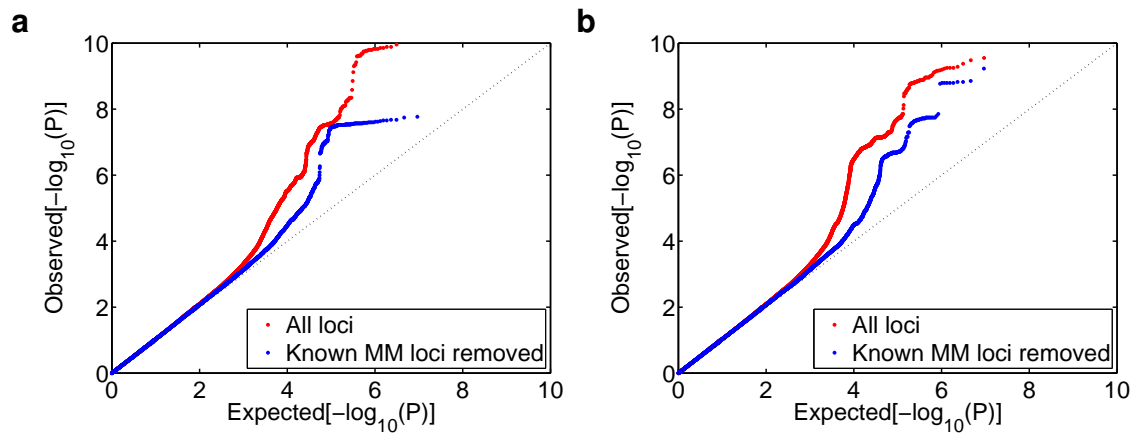 a
10
8
6
4
2
0
Observed[−log10(P)]
All loci
Known MM loci removed
0 2 4 6 8 10
Expected[−log10(P)]
b
10
8
6
4
2
0
Observed[−log10(P)]
All loci
Known MM loci removed
0 2 4 6 8 10
Expected[−log10(P)]